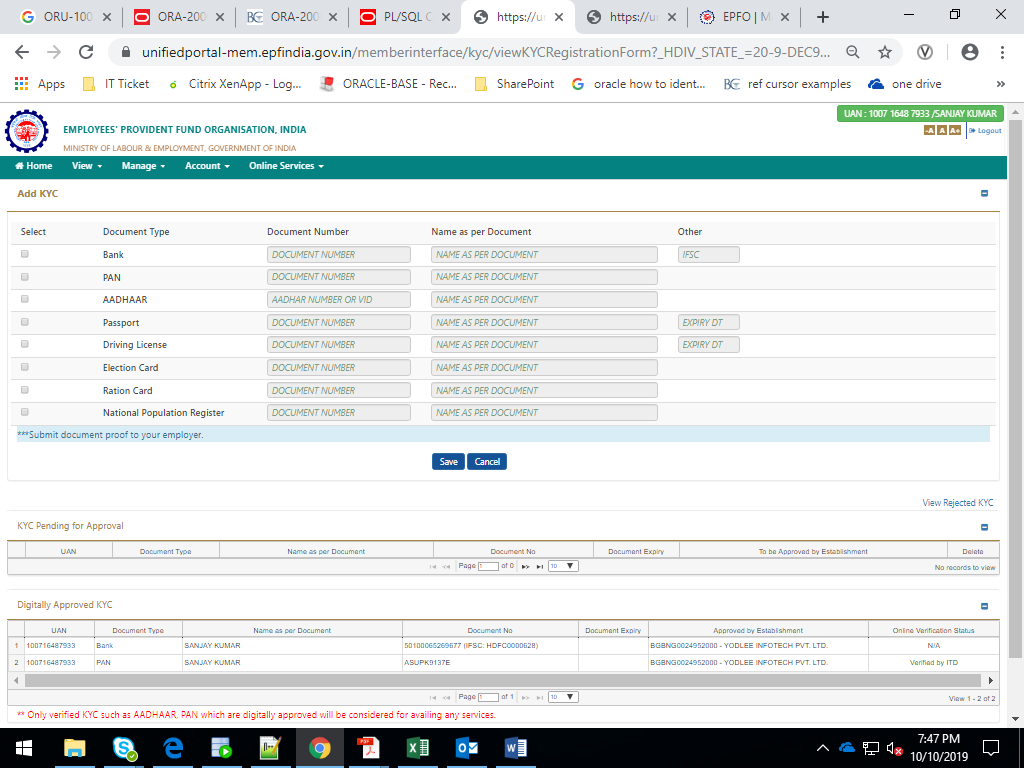 ORU-100
ORA-200
ORA-200
PL/SQL C
https://u
https://u
EPFO | M
unifiedportal-mem.epfindia.gov.in/memberinterface/kyc/viewKYCRegistrationForm?_HDIV_STATE_=20-9-DEC9...
Apps
IT Ticket
Citrix XenApp - Log...
ORACLE-BASE - Rec...
SharePoint
oracle how to ident...
ref cursor examples
one drive
»
UAN : 1007 1648 7933 /SANJAY KUMAR
EMPLOYEES' PROVIDENT FUND ORGANISATION, INDIA
-A A A+ Logout
MINISTRY OF LABOUR & EMPLOYMENT, GOVERNMENT OF INDIA
Home View Manage Account Online Services
Add KYC
Select Document Type Document Number Name as per Document Other
Bank DOCUMENT NUMBER NAME AS PER DOCUMENT IFSC
PAN DOCUMENT NUMBER NAME AS PER DOCUMENT
AADHAAR AADHAR NUMBER OR VID NAME AS PER DOCUMENT
Passport DOCUMENT NUMBER NAME AS PER DOCUMENT EXPIRY DT
Driving License DOCUMENT NUMBER NAME AS PER DOCUMENT EXPIRY DT
Election Card DOCUMENT NUMBER NAME AS PER DOCUMENT
Ration Card DOCUMENT NUMBER NAME AS PER DOCUMENT
National Population Register DOCUMENT NUMBER NAME AS PER DOCUMENT
***Submit document proof to your employer.
Save Cancel
View Rejected KYC
KYC Pending for Approval
UAN Document Type Name as per Document Document No Document Expiry To be Approved by Establishment Delete
Page 1 of 0 10 No records to view
Digitally Approved KYC
UAN Document Type Name as per Document Document No Document Expiry Approved by Establishment Online Verification Status
1 100716487933 Bank SANJAY KUMAR 50100065269677 (IFSC: HDFC0000628) BGBNG0024952000 - YODLEE INFOTECH PVT. LTD. N/A
2 100716487933 PAN SANJAY KUMAR ASUPK9137E BGBNG0024952000 - YODLEE INFOTECH PVT. LTD. Verified by ITD
Page 1 of 1 10 View 1 - 2 of 2
** Only verified KYC such as AADHAAR, PAN which are digitally approved will be considered for availing any services.
7:47 PM
10/10/2019